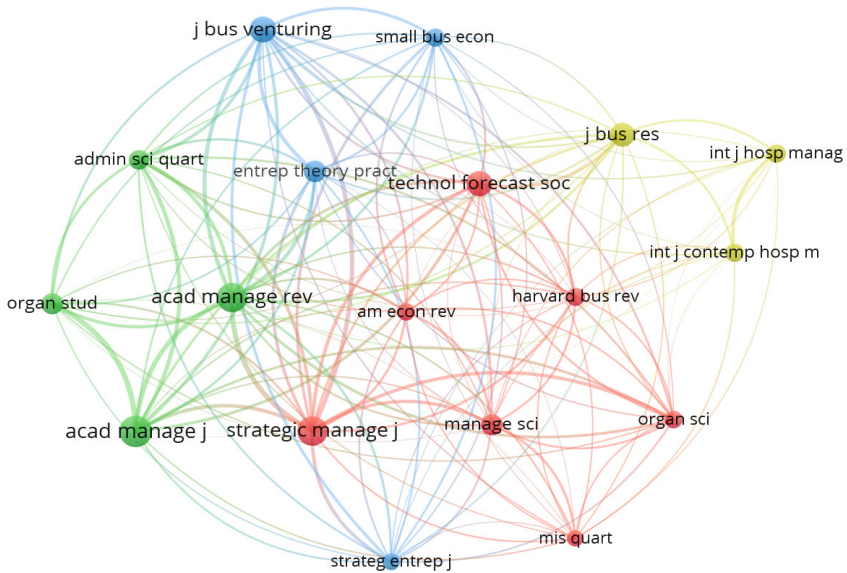 j bus venturing
small bus econ
j bus res
int j hosp manag
admin sci quart
entrep theory pract
technol forecast soc
int j contemp hosp m
organ stud
acad manage rev
am econ rev
harvard bus rev
acad manage j
strategic manage j
manage sci
organ sci
mis quart
strateg entrep j